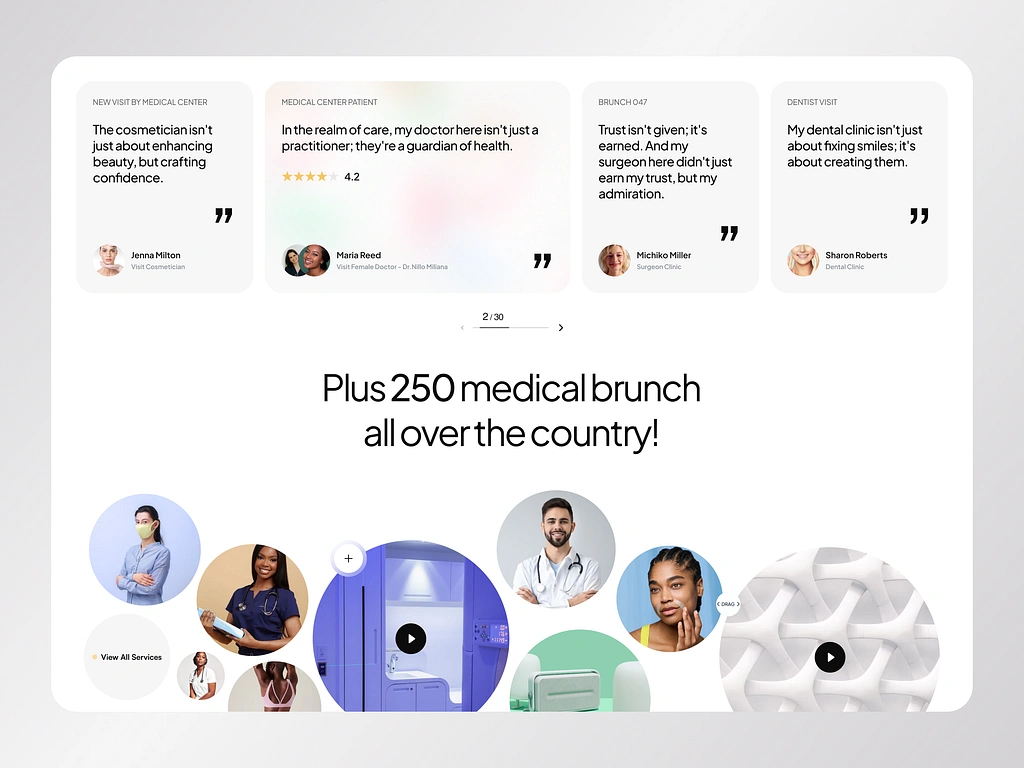 NEW VISIT BY MEDICAL CENTER
The cosmetician isn't
just about enhancing
beauty, but crafting
confidence.
Jenna Milton
Visit Cosmetician
MEDICAL CENTER PATIENT
In the realm of care, my doctor here isn't just a
practitioner; they're a guardian of health.
4.2
Maria Reed
Visit Female Doctor – Dr. Nillo Miliana
BRUNCH 047
Trust isn't given; it's
earned. And my
surgeon here didn't just
earn my trust, but my
admiration.
Michiko Miller
Surgeon Clinic
DENTIST VISIT
My dental clinic isn't just
about fixing smiles; it's
about creating them.
Sharon Roberts
Dental Clinic
2 / 30
Plus 250 medical brunch
all over the country!
DRAG
View All Services